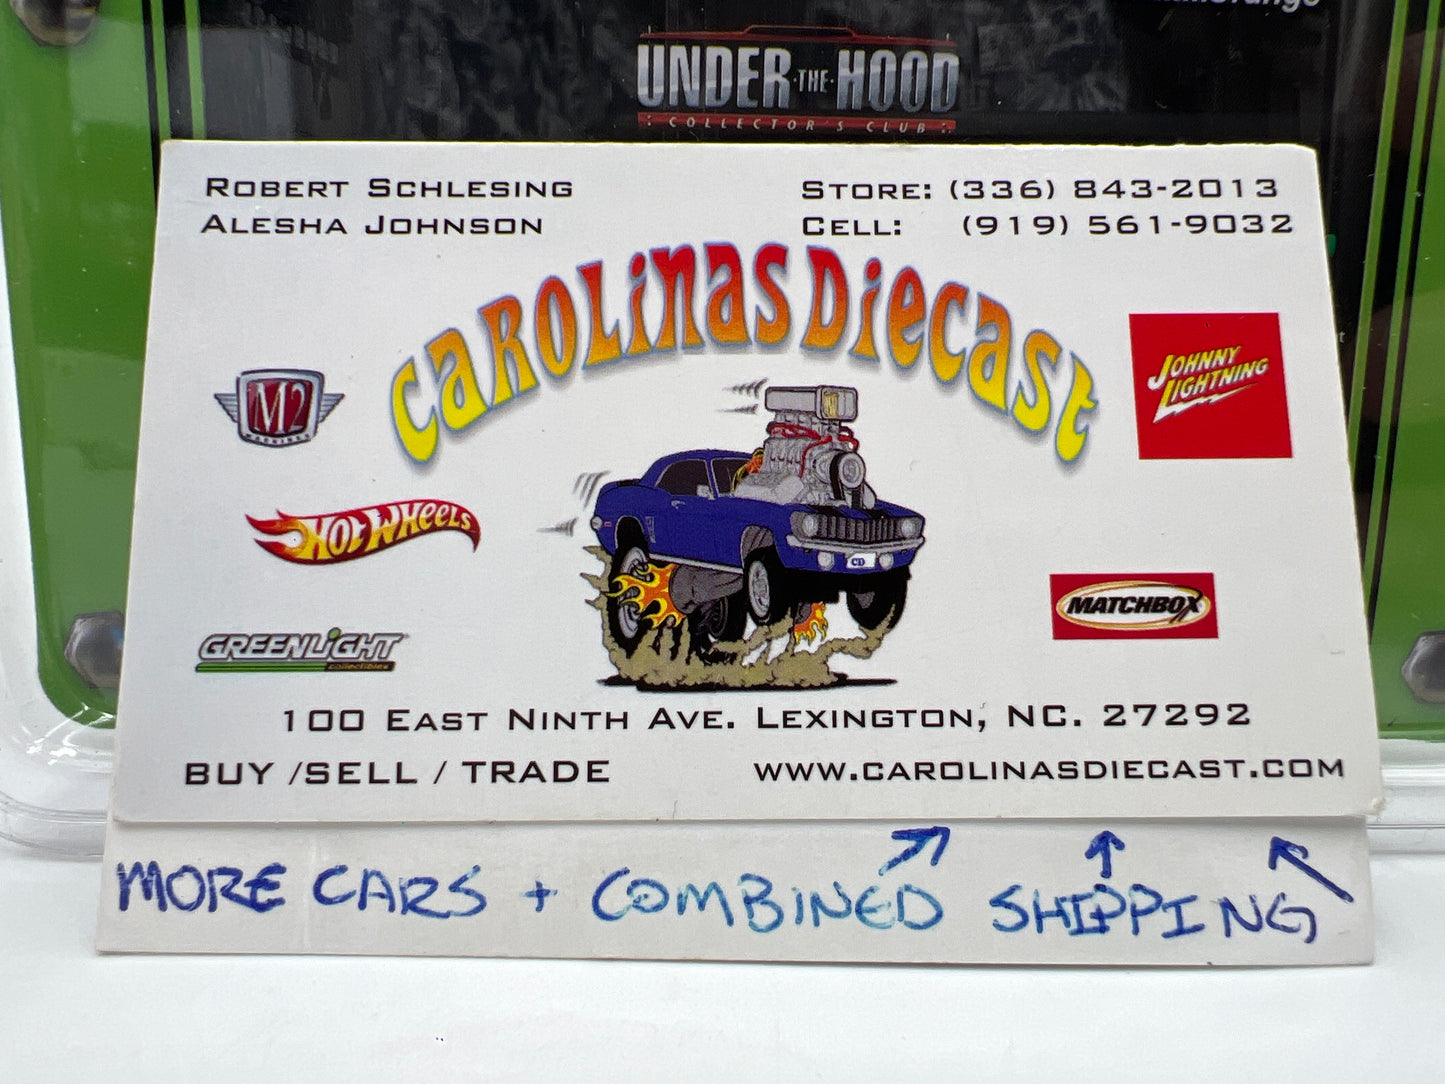 UNDER·THE·HOOD
: COLLECTOR'S CLUB :
ROBERT SCHLESING
ALESHA JOHNSON
STORE: (336) 843-2013
CELL: (919) 561-9032
CAROLINAS DIECAST
M2
MACHINES
JOHNNY
LIGHTNING
HOT WHEELS
MATCHBOX
GREENLIGHT
collectibles
CD
100 EAST NINTH AVE. LEXINGTON, NC. 27292
BUY /SELL / TRADE
WWW.CAROLINASDIECAST.COM
MORE CARS + COMBINED SHIPPING